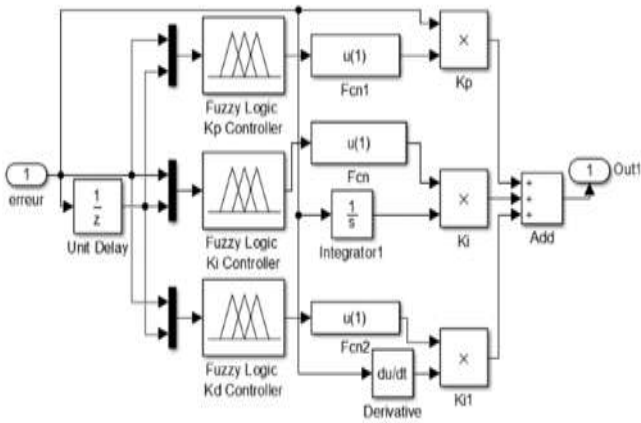 u(1)
×
Fcn1
Kp
Fuzzy Logic
Kp Controller
u(1)
1
Out1
1
Fcn
+
erreur
1
z
×
+
+
Unit Delay
Fuzzy Logic
Ki Controller
1
s
Integrator1
Ki
Add
u(1)
Fcn2
×
Fuzzy Logic
Kd Controller
du/dt
Derivative
Ki1